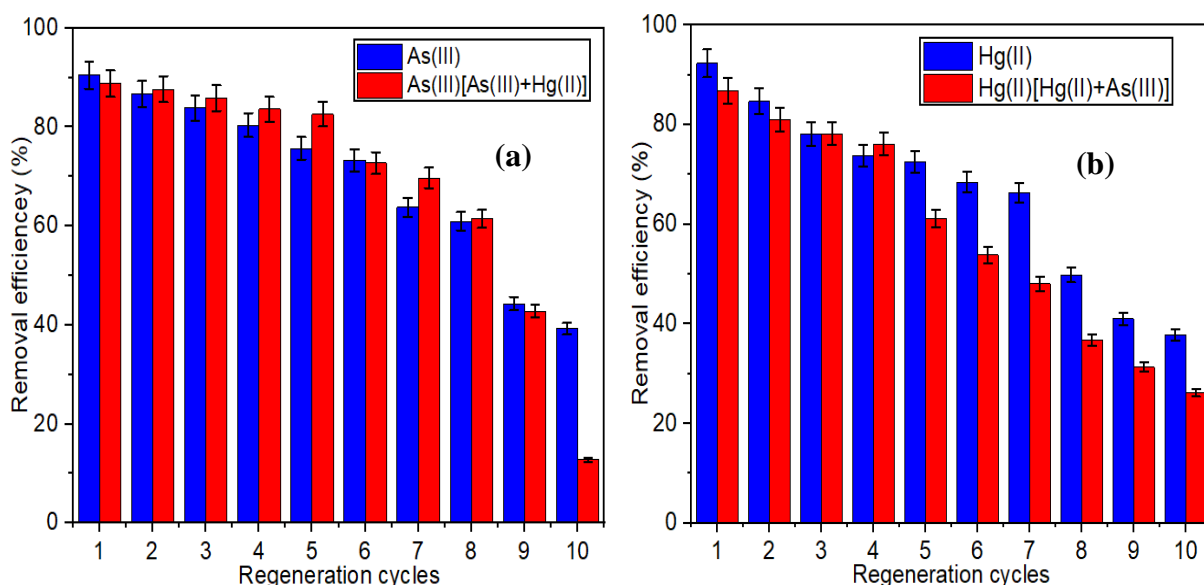 100
80
60
40
20
0
Removal efficiencey (%)
As(III)
As(III)[As(III)+Hg(II)]
(a)
1 2 3 4 5 6 7 8 9 10
Regeneration cycles
100
80
60
40
20
0
Removal efficiency (%)
Hg(II)
Hg(II)[Hg(II)+As(III)]
(b)
1 2 3 4 5 6 7 8 9 10
Regeneration cycles